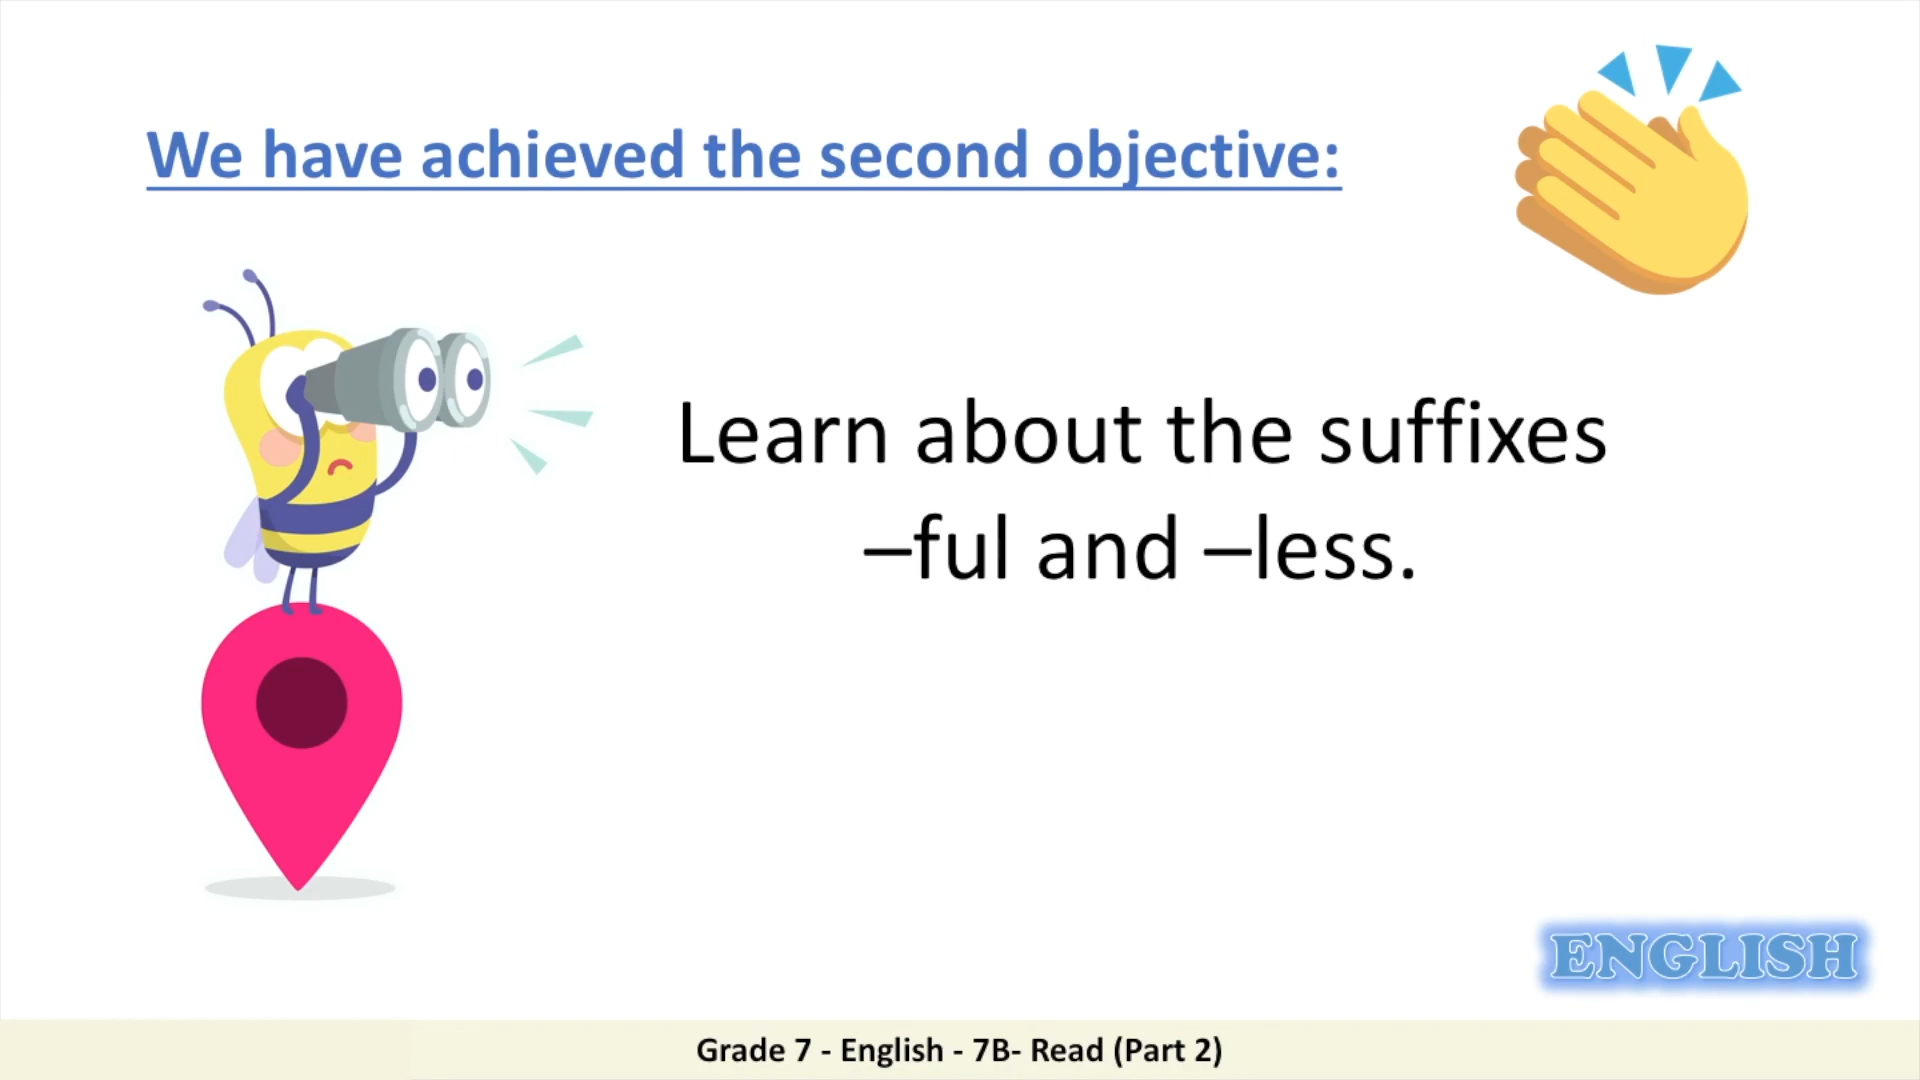 We have achieved the second objective:
Learn about the suffixes
–ful and –less.
ENGLISH
Grade 7 - English - 7B- Read (Part 2)